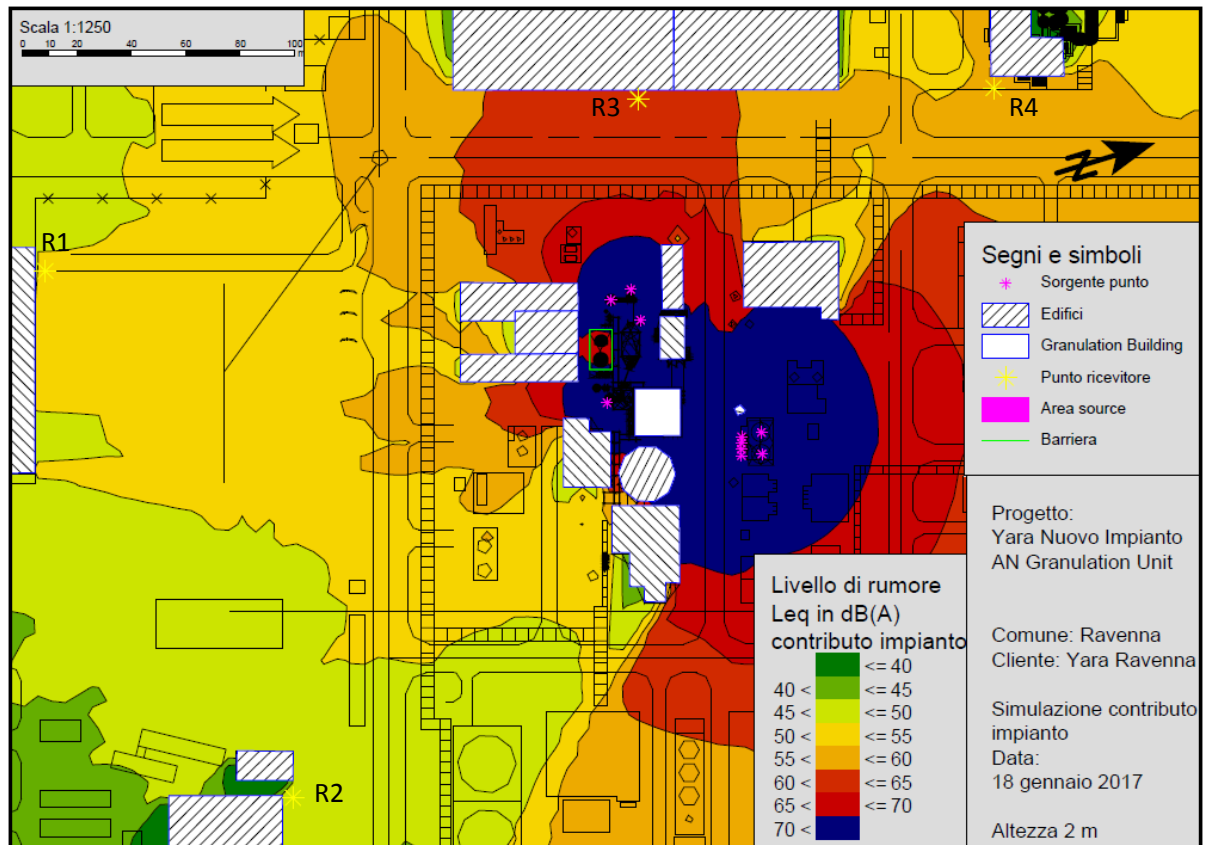 Scala 1:1250
0 10 20 40 60 80 100
m
R3
R4
N
R1
R2
Segni e simboli
Sorgente punto
Edifici
Granulation Building
Punto ricevitore
Area source
Barriera
Livello di rumore
Leq in dB(A)
contributo impianto
<= 40
40 < <= 45
45 < <= 50
50 < <= 55
55 < <= 60
60 < <= 65
65 < <= 70
70 <
Progetto:
Yara Nuovo Impianto
AN Granulation Unit
Comune: Ravenna
Cliente: Yara Ravenna
Simulazione contributo
impianto
Data:
18 gennaio 2017
Altezza 2 m